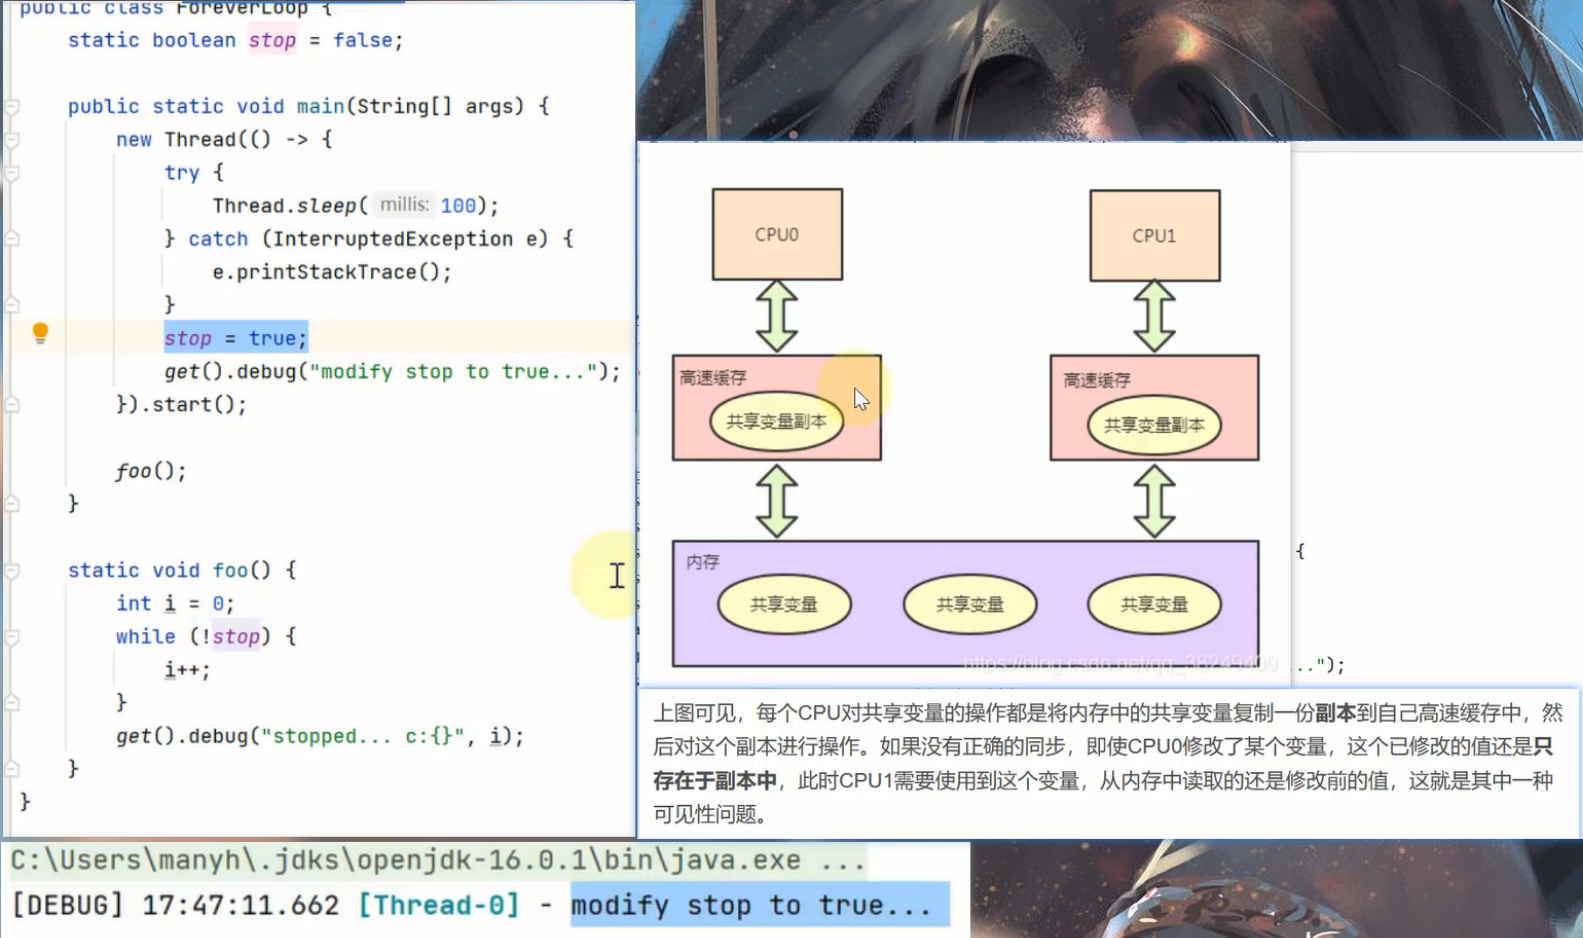 public class ForeverLoop {
static boolean stop = false;
public static void main(String[] args) {
new Thread(() -> {
try {
Thread.sleep( millis: 100);
} catch (InterruptedException e) {
e.printStackTrace();
}
stop = true;
get().debug("modify stop to true...");
}).start();
foo();
}
static void foo() {
int i = 0;
while (!stop) {
i++;
}
get().debug("stopped... c:{}", i);
}
}
CPU0
CPU1
高速缓存
共享变量副本
高速缓存
共享变量副本
内存
共享变量
共享变量
共享变量
https://blog.csdn.net/qq_38249409
{
..");
上图可见，每个CPU对共享变量的操作都是将内存中的共享变量复制一份副本到自己高速缓存中，然
后对这个副本进行操作。如果没有正确的同步，即使CPU0修改了某个变量，这个已修改的值还是只
存在于副本中，此时CPU1需要使用到这个变量，从内存中读取的还是修改前的值，这就是其中一种
可见性问题。
C:\Users\manyh\.jdks\openjdk-16.0.1\bin\java.exe ...
[DEBUG] 17:47:11.662 [Thread-0] - modify stop to true...